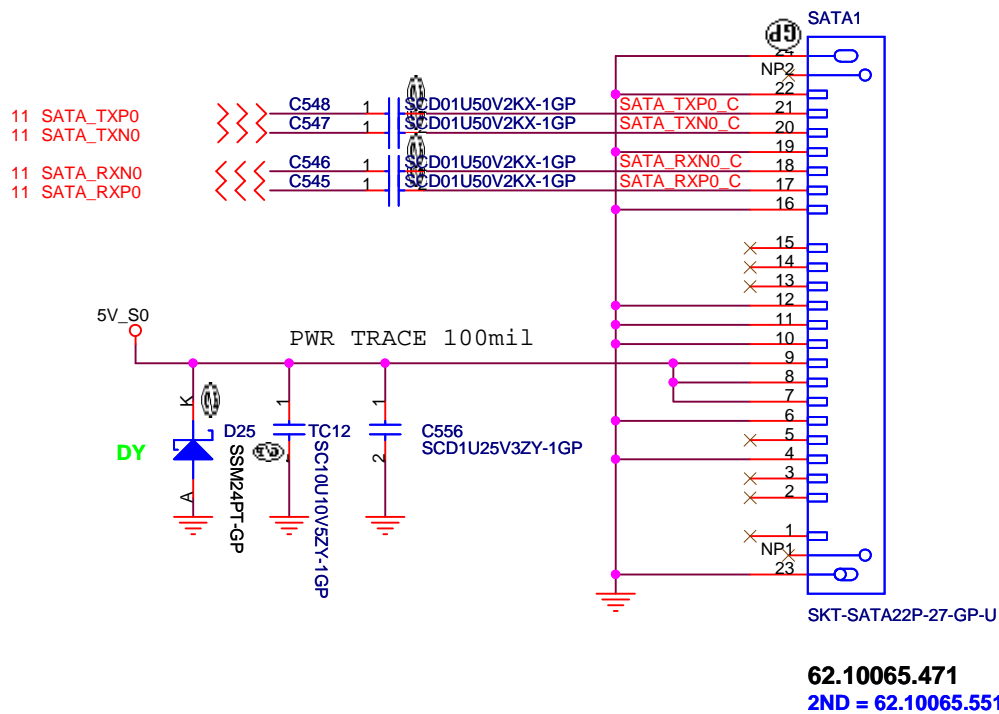 SATA1
GP
24
NP2
22
11 SATA_TXP0
C548
1
SCD01U50V2KX-1GP
SATA_TXP0_C
21
11 SATA_TXN0
C547
1
SCD01U50V2KX-1GP
SATA_TXN0_C
20
19
11 SATA_RXN0
C546
1
SCD01U50V2KX-1GP
SATA_RXN0_C
18
11 SATA_RXP0
C545
1
SCD01U50V2KX-1GP
SATA_RXP0_C
17
16
15
14
13
12
11
10
9
8
7
6
5
4
3
2
1
NP1
23
5V_S0
PWR TRACE 100mil
K
A
DY
D25
SSM24PT-GP
1
TC12
SC10U10V5ZY-1GP
1
2
C556
SCD1U25V3ZY-1GP
SKT-SATA22P-27-GP-U
62.10065.471
2ND = 62.10065.551